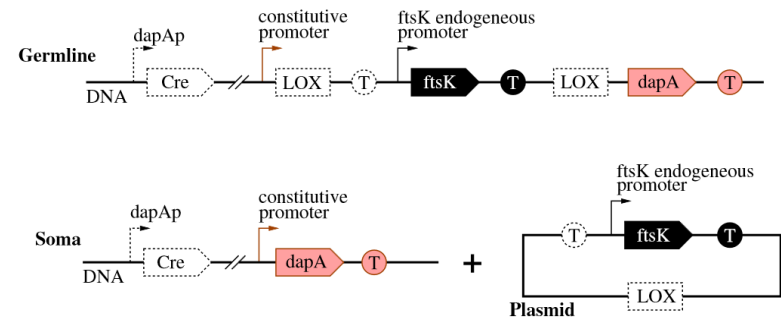 dapAp
constitutive
promoter
ftsK endogeneous
promoter
Germline
DNA
Cre
LOX
T
ftsK
T
LOX
dapA
T
dapAp
constitutive
promoter
ftsK endogeneous
promoter
Soma
DNA
Cre
dapA
T
+
T
ftsK
T
LOX
Plasmid